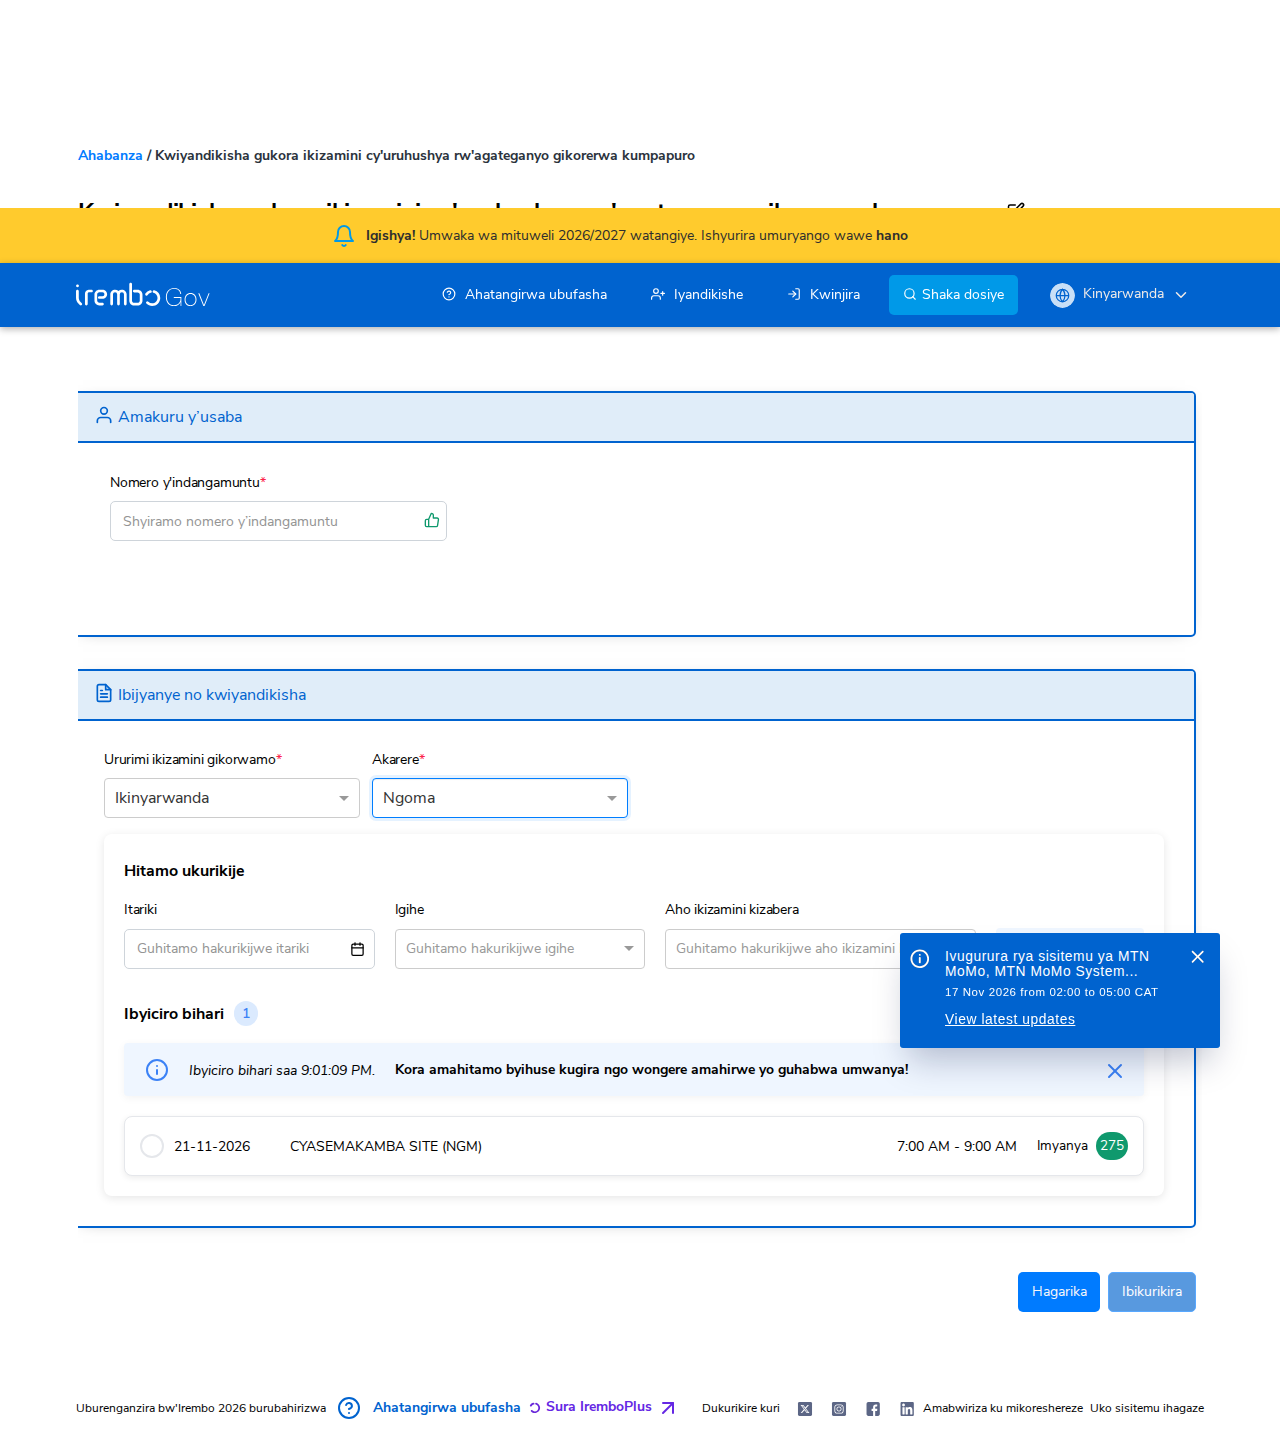 Ahabanza / Kwiyandikisha gukora ikizamini cy'uruhushya rw'agateganyo gikorerwa kumpapuro
Igishya! Umwaka wa mituweli 2026/2027 watangiye. Ishyurira umuryango wawe hano
irembo Gov
Ahatangirwa ubufasha
Iyandikishe
Kwinjira
Shaka dosiye
Kinyarwanda
Amakuru y’usaba
Nomero y'indangamuntu*
Shyiramo nomero y’indangamuntu
Ibijyanye no kwiyandikisha
Ururimi ikizamini gikorwamo*
Akarere*
Ikinyarwanda
Ngoma
Hitamo ukurikije
Itariki
Igihe
Aho ikizamini kizabera
Guhitamo hakurikijwe itariki
Guhitamo hakurikijwe igihe
Guhitamo hakurikijwe aho ikizamini
Ivugurura rya sisitemu ya MTN
MoMo, MTN MoMo System...
17 Nov 2026 from 02:00 to 05:00 CAT
View latest updates
Ibyiciro bihari 1
Ibyiciro bihari saa 9:01:09 PM.
Kora amahitamo byihuse kugira ngo wongere amahirwe yo guhabwa umwanya!
21-11-2026
CYASEMAKAMBA SITE (NGM)
7:00 AM - 9:00 AM
Imyanya 275
Hagarika
Ibikurikira
Uburenganzira bw'Irembo 2026 burubahirizwa
Ahatangirwa ubufasha
Sura IremboPlus
Dukurikire kuri
Amabwiriza ku mikoreshereze
Uko sisitemu ihagaze